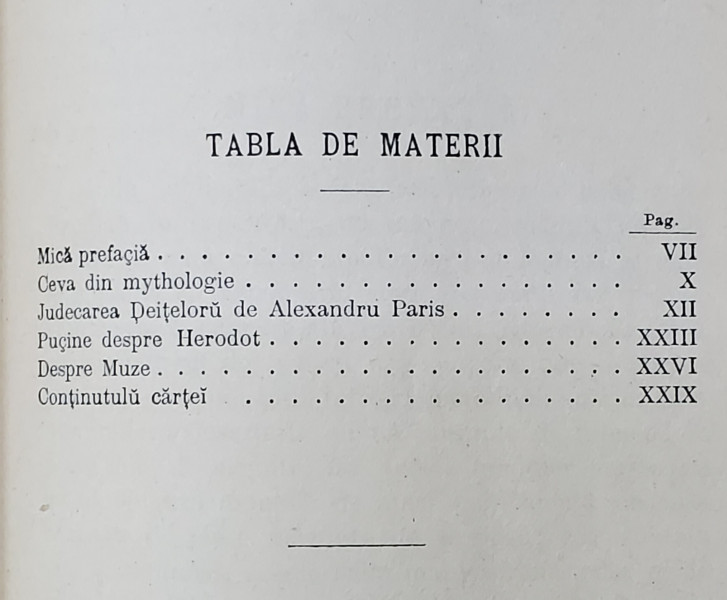 TABLA DE MATERII
Pag.
Mică prefaçiă . . . . . . . . . . . . . . . . . . . . . VII
Ceva din mythologie . . . . . . . . . . . . . . . . . X
Judecarea Deițelorŭ de Alexandru Paris . . . . . . . . XII
Puçine despre Herodot . . . . . . . . . . . . . . . . XXIII
Despre Muze . . . . . . . . . . . . . . . . . . . . . XXVI
Conținutulŭ cărțeĭ . . . . . . . . . . . . . . . . . XXIX